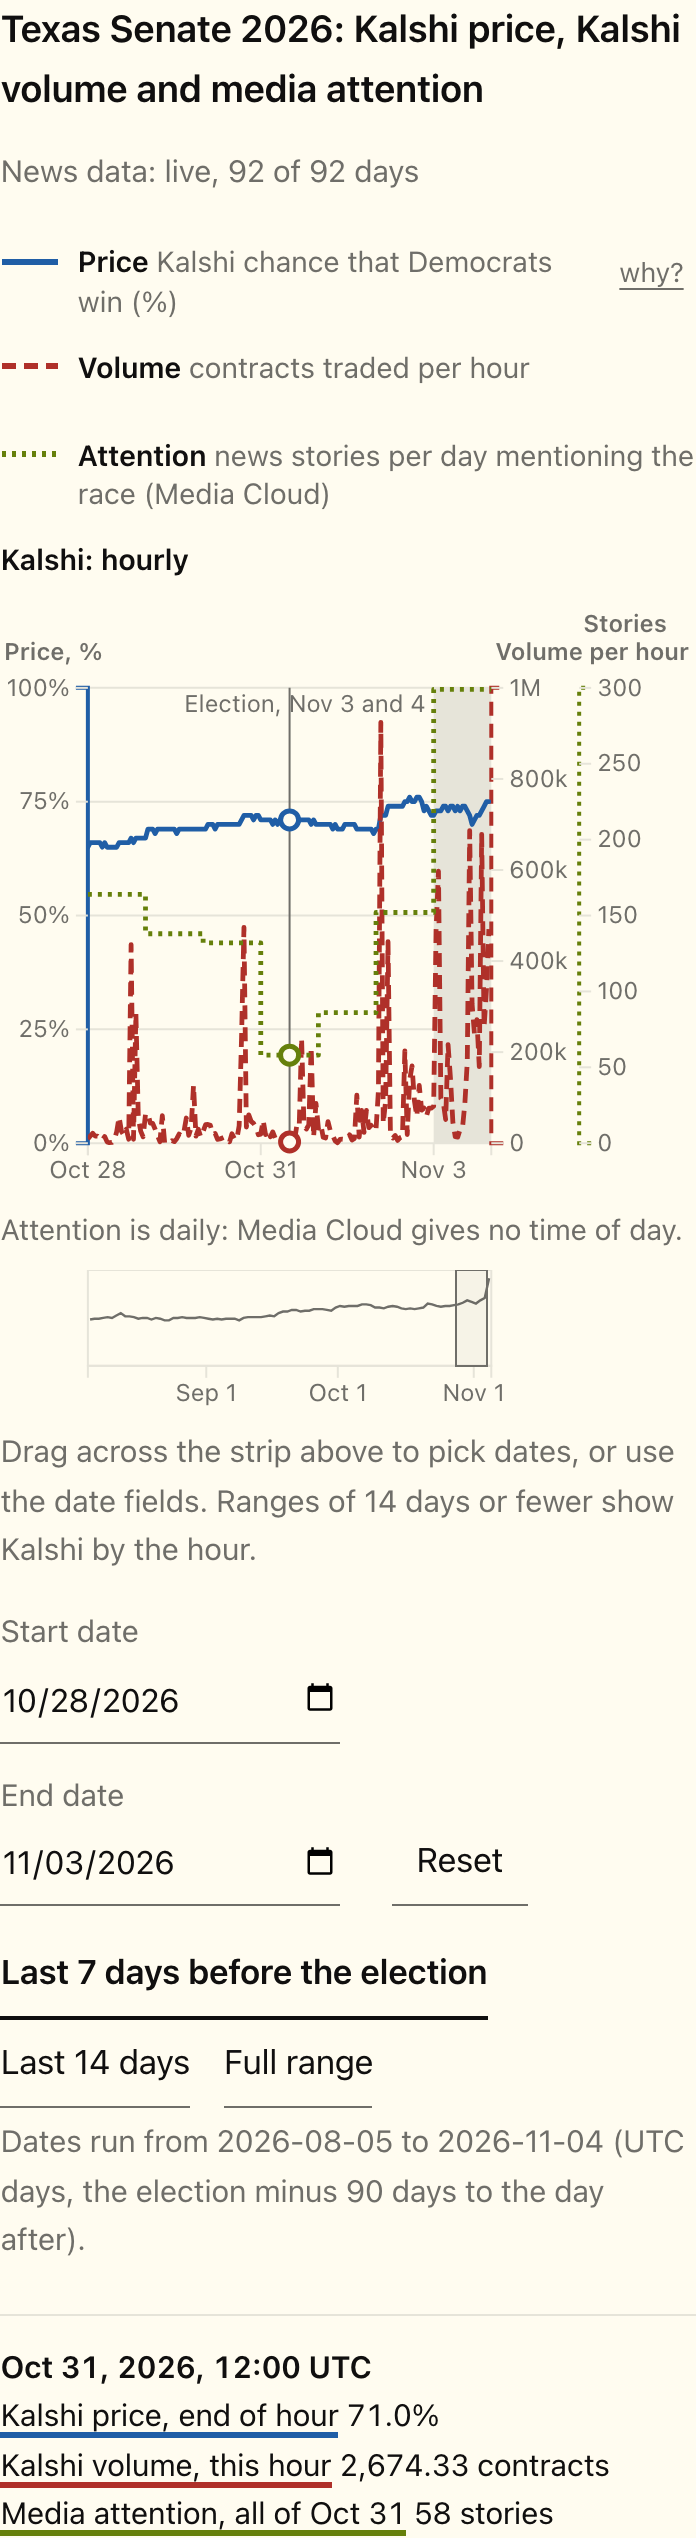 Texas Senate 2026: Kalshi price, Kalshi
volume and media attention
News data: live, 92 of 92 days
Price Kalshi chance that Democrats
win (%)
why?
Volume contracts traded per hour
Attention news stories per day mentioning the
race (Media Cloud)
Kalshi: hourly
Stories
Price, %
Volume per hour
100%
75%
50%
25%
0%
Election, Nov 3 and 4
1M
800k
600k
400k
200k
0
300
250
200
150
100
50
0
Oct 28
Oct 31
Nov 3
Attention is daily: Media Cloud gives no time of day.
Sep 1
Oct 1
Nov 1
Drag across the strip above to pick dates, or use
the date fields. Ranges of 14 days or fewer show
Kalshi by the hour.
Start date
10/28/2026
End date
11/03/2026
Reset
Last 7 days before the election
Last 14 days
Full range
Dates run from 2026-08-05 to 2026-11-04 (UTC
days, the election minus 90 days to the day
after).
Oct 31, 2026, 12:00 UTC
Kalshi price, end of hour 71.0%
Kalshi volume, this hour 2,674.33 contracts
Media attention, all of Oct 31 58 stories